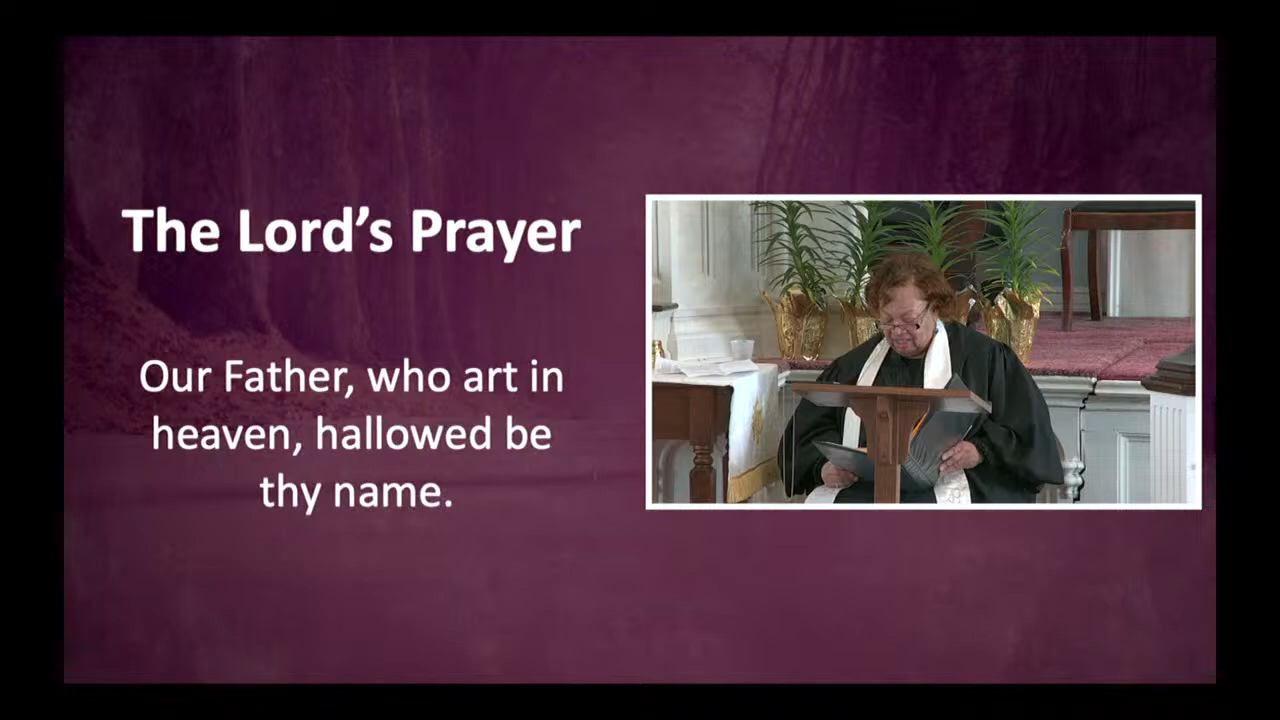 The Lord’s Prayer
Our Father, who art in
heaven, hallowed be
thy name.